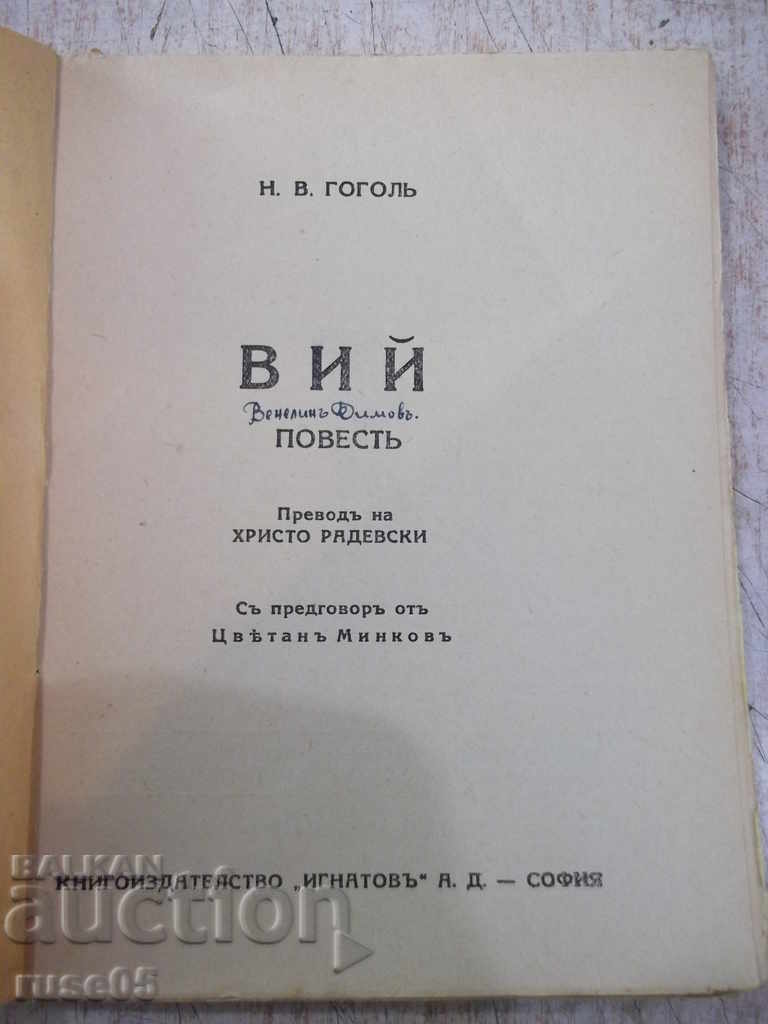 Н. В. ГОГОЛЬ
ВИЙ
Венелинъ Димовъ.
ПОВЕСТЬ
Преводъ на
ХРИСТО РАДЕВСКИ
Съ предговоръ отъ
Цвѣтанъ Минковъ
КНИГОИЗДАТЕЛСТВО „ИГНАТОВЪ“ А. Д. — СОФИЯ
BALKAN
auction
ruse05